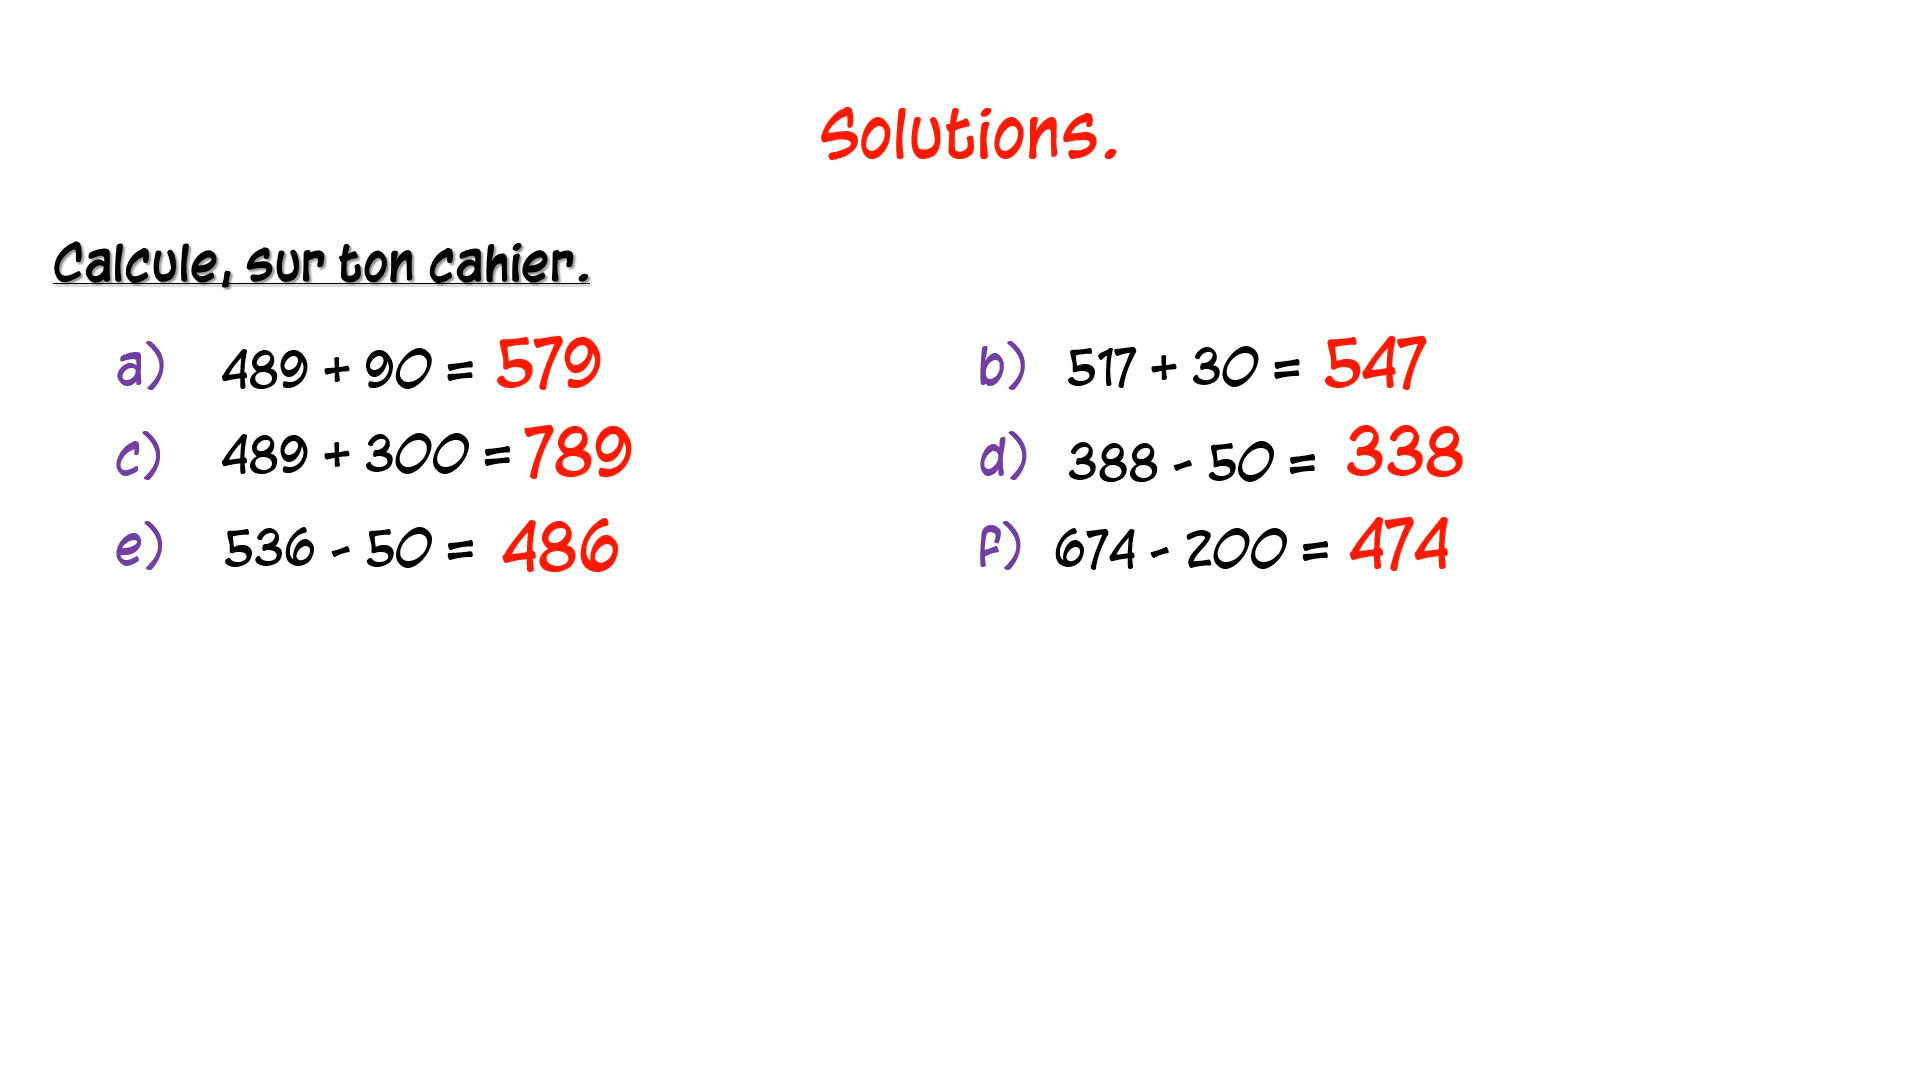 Solutions.
Calcule, sur ton cahier.
a) 489 + 90 = 579
b) 517 + 30 = 547
c) 489 + 300 = 789
d) 388 - 50 = 338
e) 536 - 50 = 486
f) 674 - 200 = 474